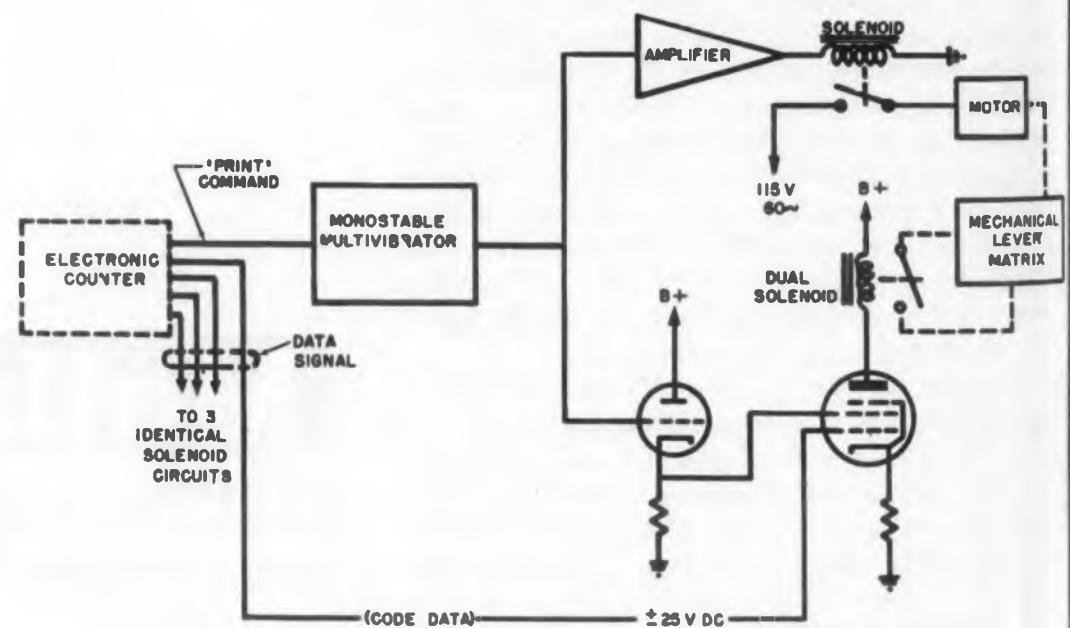 SOLENOID
AMPLIFIER
MOTOR
115 V
60~
B+
"PRINT"
COMMAND
MONOSTABLE
MULTIVIBRATOR
MECHANICAL
LEVER
MATRIX
ELECTRONIC
COUNTER
DUAL
SOLENOID
B+
DATA
SIGNAL
TO 3
IDENTICAL
SOLENOID
CIRCUITS
(CODE DATA)
±25 V DC